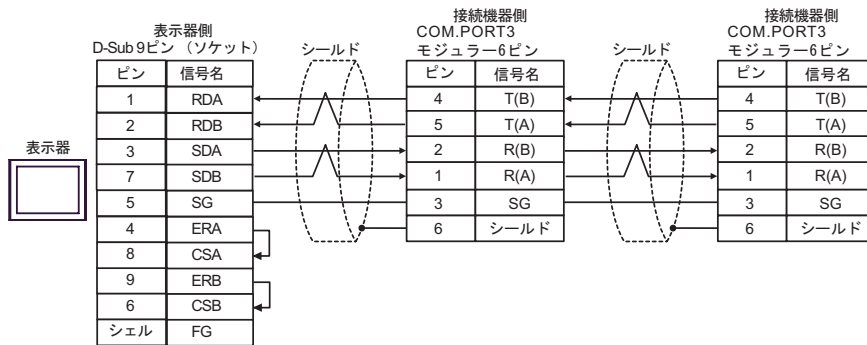 表示器側
D-Sub 9ピン （ソケット）
ピン 信号名
1 RDA
2 RDB
3 SDA
7 SDB
5 SG
4 ERA
8 CSA
9 ERB
6 CSB
シェル FG
表示器
シールド
接続機器側
COM.PORT3
モジュラー6ピン
ピン 信号名
4 T(B)
5 T(A)
2 R(B)
1 R(A)
3 SG
6 シールド
シールド
接続機器側
COM.PORT3
モジュラー6ピン
ピン 信号名
4 T(B)
5 T(A)
2 R(B)
1 R(A)
3 SG
6 シールド